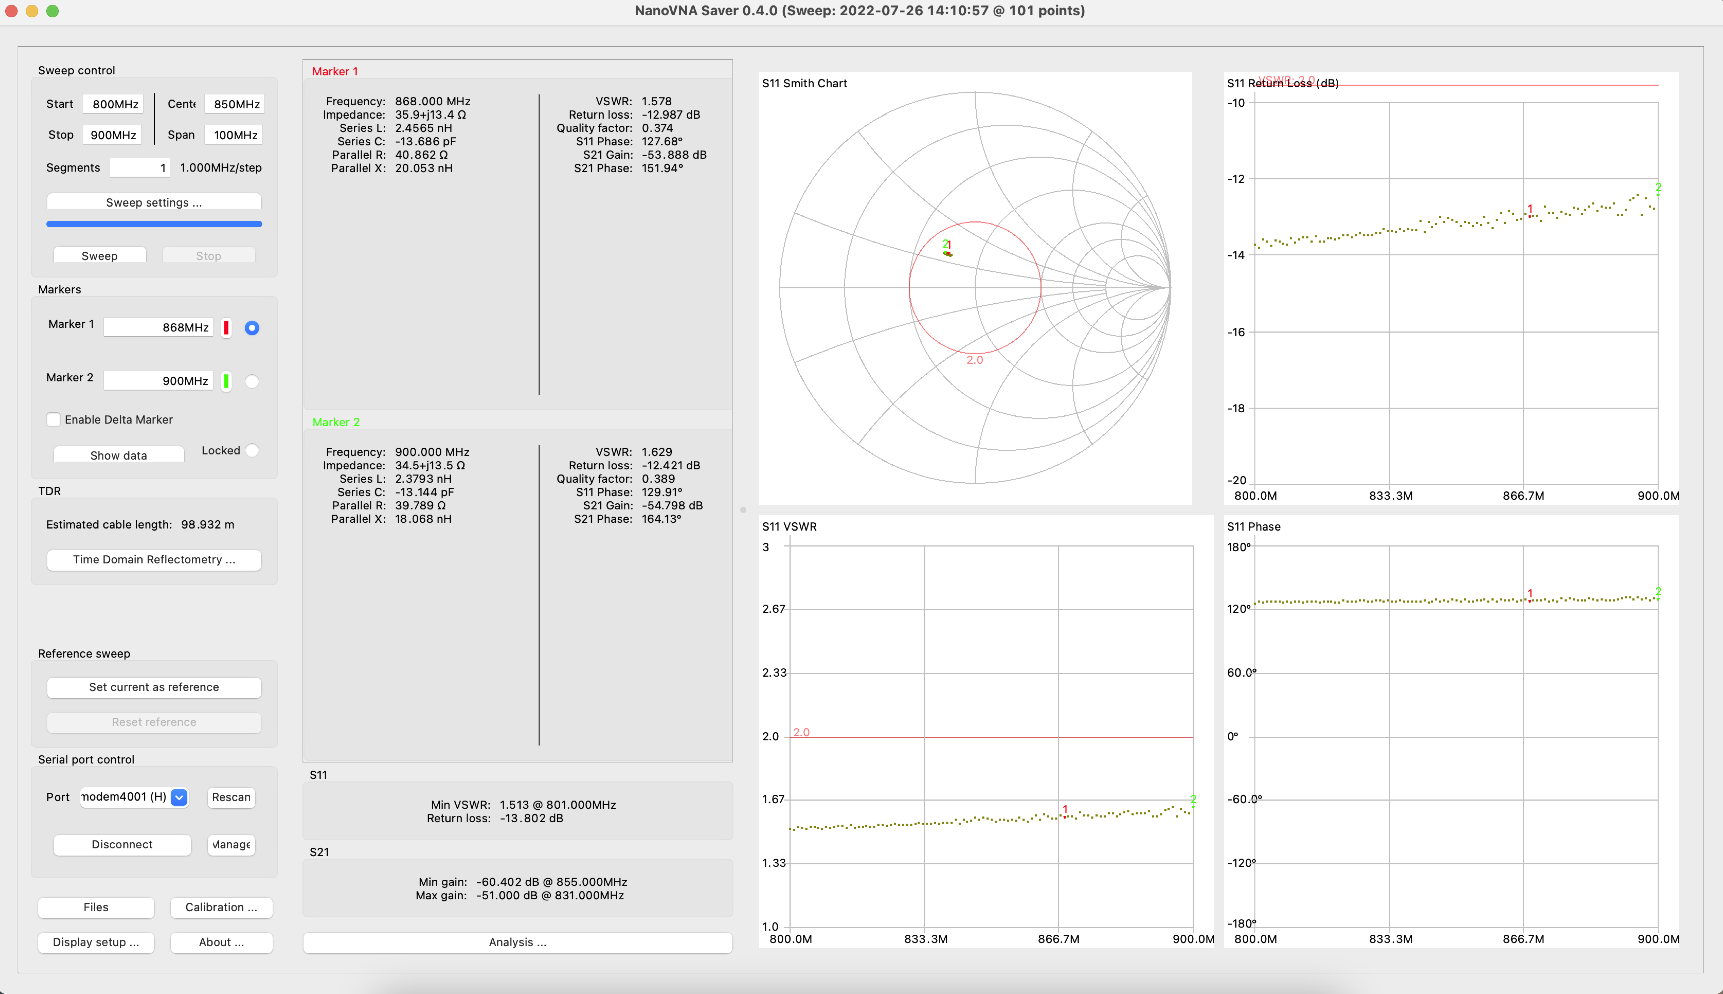 NanoVNA Saver 0.4.0 (Sweep: 2022-07-26 14:10:57 @ 101 points)
Sweep control
Start 800MHz Cente 850MHz
Stop 900MHz Span 100MHz
Segments 1 1.000MHz/step
Sweep settings ...
Sweep Stop
Markers
Marker 1 868MHz
Marker 2 900MHz
Enable Delta Marker
Show data Locked
TDR
Estimated cable length: 98.932 m
Time Domain Reflectometry ...
Reference sweep
Set current as reference
Reset reference
Serial port control
Port modem4001 (H) Rescan
Disconnect Manage
Files Calibration ...
Display setup ... About ...
Marker 1
Frequency: 868.000 MHz
Impedance: 35.9+j13.4 Ω
Series L: 2.4565 nH
Series C: -13.686 pF
Parallel R: 40.862 Ω
Parallel X: 20.053 nH
VSWR: 1.578
Return loss: -12.987 dB
Quality factor: 0.374
S11 Phase: 127.68°
S21 Gain: -53.888 dB
S21 Phase: 151.94°
Marker 2
Frequency: 900.000 MHz
Impedance: 34.5+j13.5 Ω
Series L: 2.3793 nH
Series C: -13.144 pF
Parallel R: 39.789 Ω
Parallel X: 18.068 nH
VSWR: 1.629
Return loss: -12.421 dB
Quality factor: 0.389
S11 Phase: 129.91°
S21 Gain: -54.798 dB
S21 Phase: 164.13°
S11
Min VSWR: 1.513 @ 801.000MHz
Return loss: -13.802 dB
S21
Min gain: -60.402 dB @ 855.000MHz
Max gain: -51.000 dB @ 831.000MHz
Analysis ...
S11 Smith Chart
2 1
2.0
S11 Return Loss (dB)
VSWR: 2.0
-10
-12
-14
-16
-18
-20
1
2
800.0M 833.3M 866.7M 900.0M
S11 VSWR
3
2.67
2.33
2.0
2.0
1.67
1.33
1.0
1
2
800.0M 833.3M 866.7M 900.0M
S11 Phase
180°
120°
60.0°
0°
-60.0°
-120°
-180°
1
2
800.0M 833.3M 866.7M 900.0M